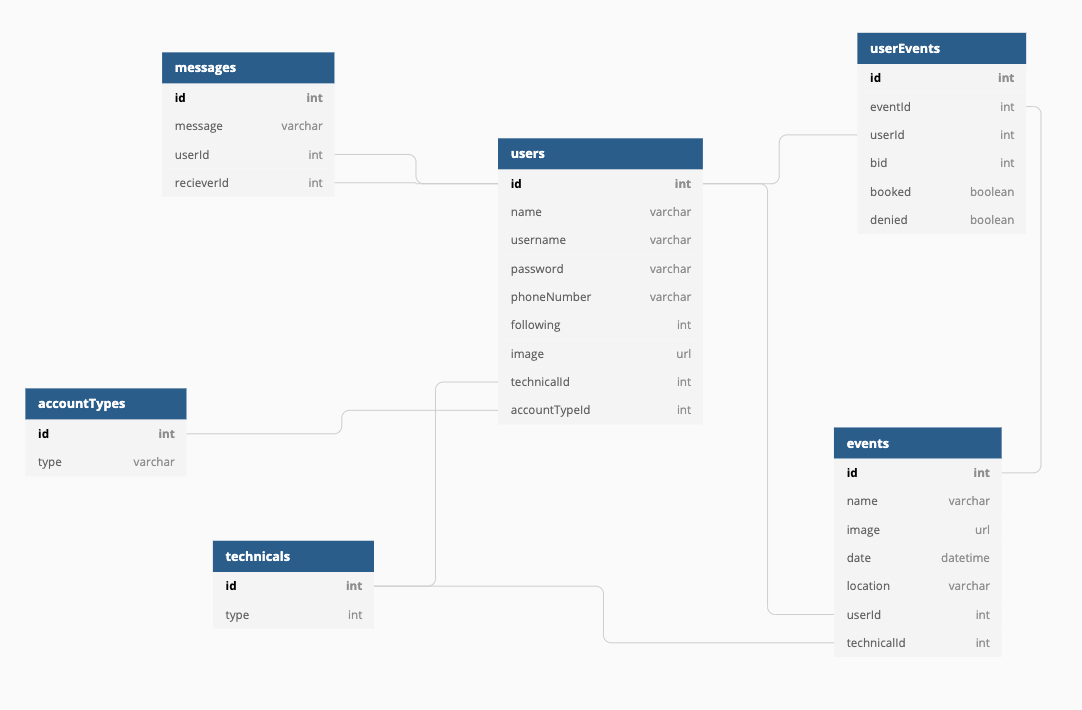 messages
id int
message varchar
userId int
recieverId int
users
id int
name varchar
username varchar
password varchar
phoneNumber varchar
following int
image url
technicalId int
accountTypeId int
userEvents
id int
eventId int
userId int
bid int
booked boolean
denied boolean
accountTypes
id int
type varchar
technicals
id int
type int
events
id int
name varchar
image url
date datetime
location varchar
userId int
technicalId int